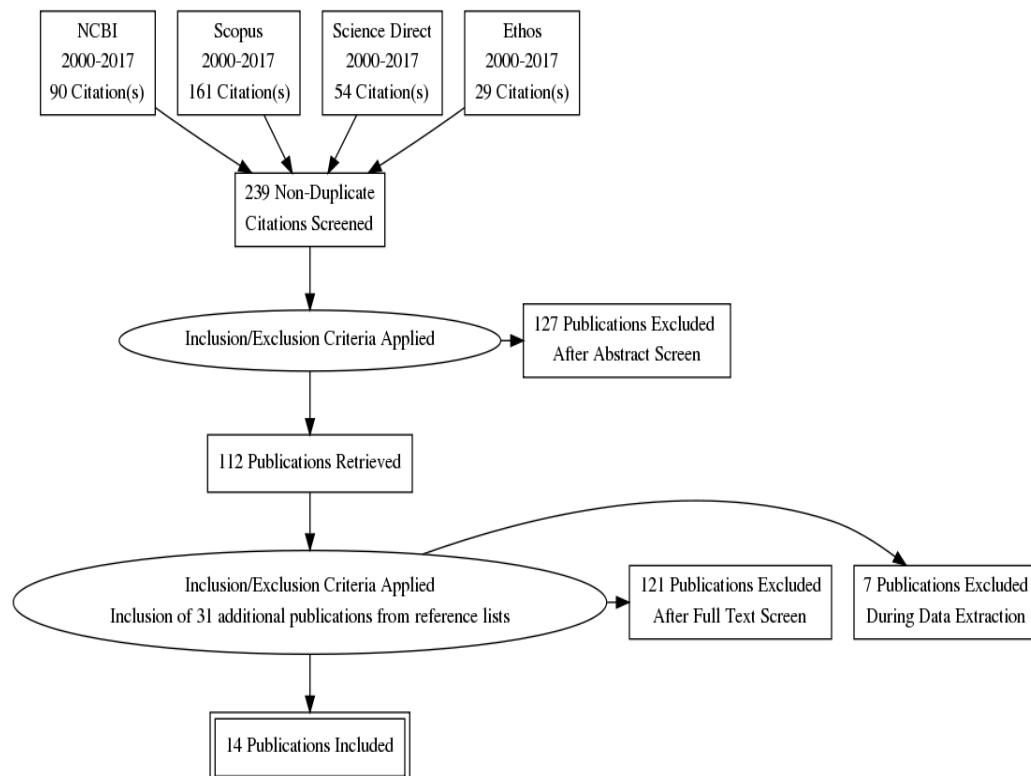 NCBI
2000-2017
90 Citation(s)
Scopus
2000-2017
161 Citation(s)
Science Direct
2000-2017
54 Citation(s)
Ethos
2000-2017
29 Citation(s)
239 Non-Duplicate
Citations Screened
Inclusion/Exclusion Criteria Applied
127 Publications Excluded
After Abstract Screen
112 Publications Retrieved
Inclusion/Exclusion Criteria Applied
Inclusion of 31 additional publications from reference lists
121 Publications Excluded
After Full Text Screen
7 Publications Excluded
During Data Extraction
14 Publications Included